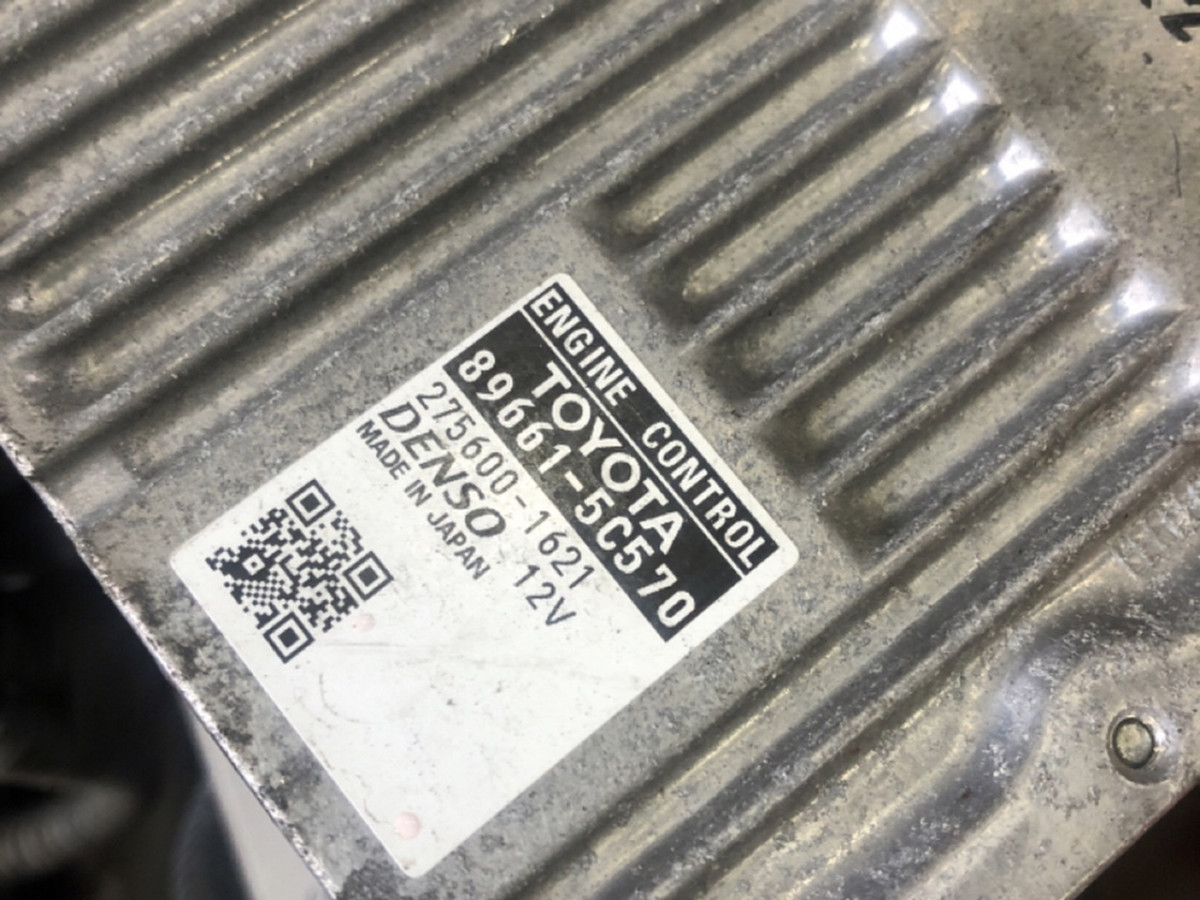 ENGINE CONTROL
TOYOTA
89661-5C570
275600-1621
DENSO 12V
MADE IN JAPAN